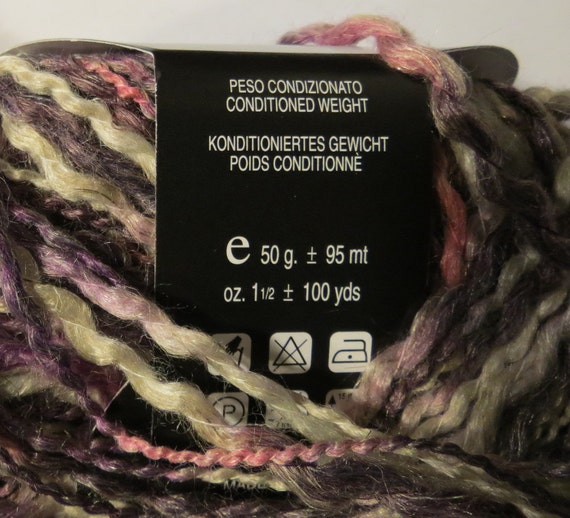 PESO CONDIZIONATO
CONDITIONED WEIGHT
KONDITIONIERTES GEWICHT
POIDS CONDITIONNÈ
e 50 g. ± 95 mt
oz. 1 1/2 ± 100 yds
P